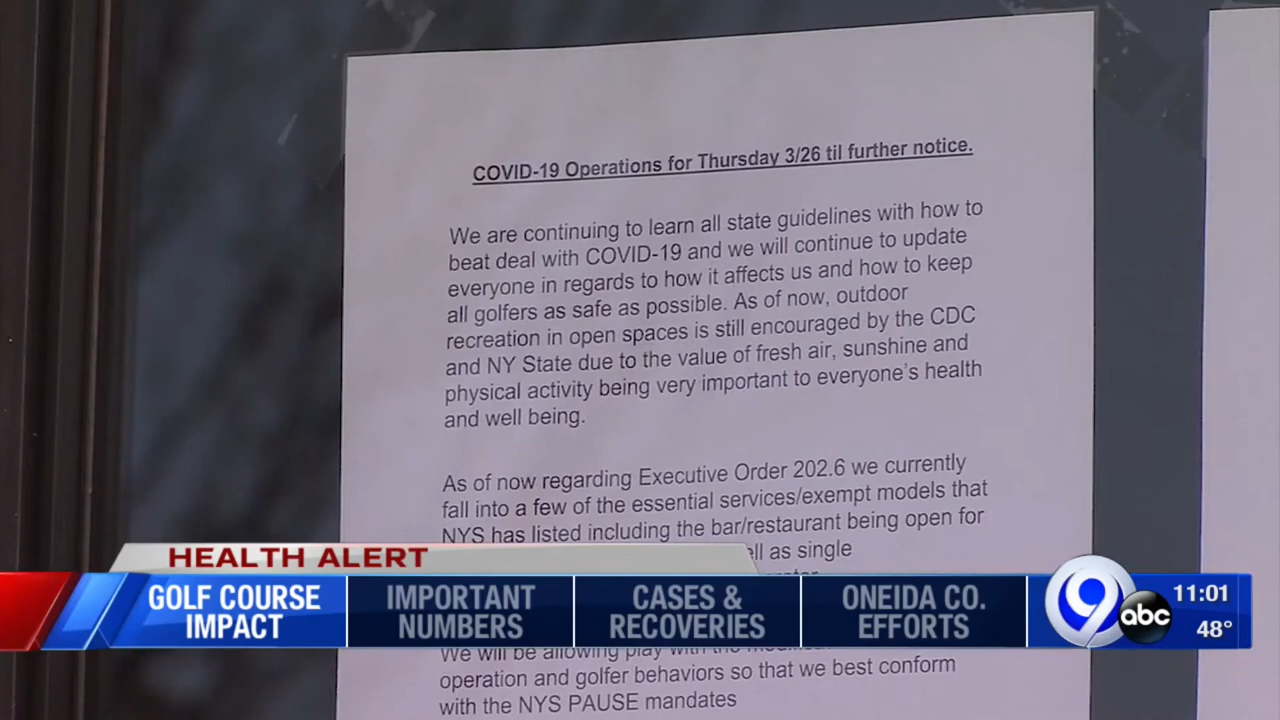 COVID-19 Operations for Thursday 3/26 til further notice.
We are continuing to learn all state guidelines with how to
beat deal with COVID-19 and we will continue to update
everyone in regards to how it affects us and how to keep
all golfers as safe as possible. As of now, outdoor
recreation in open spaces is still encouraged by the CDC
and NY State due to the value of fresh air, sunshine and
physical activity being very important to everyone's health
and well being.
As of now regarding Executive Order 202.6 we currently
fall into a few of the essential services/exempt models that
NYS has listed including the bar/restaurant being open for
as single
We will be allowing play with the
operation and golfer behaviors so that we best conform
with the NYS PAUSE mandates
HEALTH ALERT
GOLF COURSE
IMPACT
IMPORTANT
NUMBERS
CASES &
RECOVERIES
ONEIDA CO.
EFFORTS
9
abc
11:01
48°